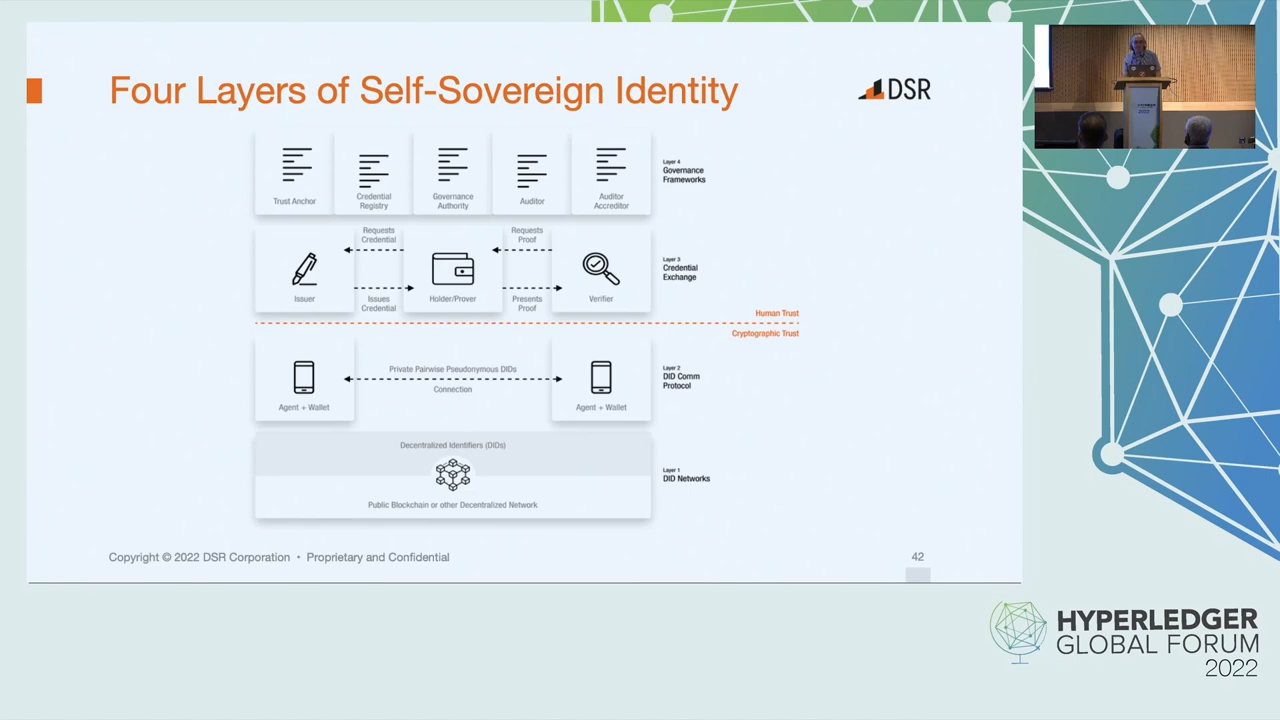 Four Layers of Self-Sovereign Identity
DSR
Trust Anchor
Credential
Registry
Governance
Authority
Auditor
Auditor
Accreditor
Layer 4
Governance
Frameworks
Requests
Credential
Requests
Proof
Issuer
Issues
Credential
Holder/Prover
Presents
Proof
Verifier
Layer 3
Credential
Exchange
Human Trust
Cryptographic Trust
Private Pairwise Pseudonymous DIDs
Connection
Agent + Wallet
Agent + Wallet
Layer 2
DID Comm
Protocol
Decentralized Identifiers (DIDs)
Public Blockchain or other Decentralized Network
Layer 1
DID Networks
Copyright © 2022 DSR Corporation • Proprietary and Confidential
42
HYPERLEDGER
GLOBAL FORUM
2022